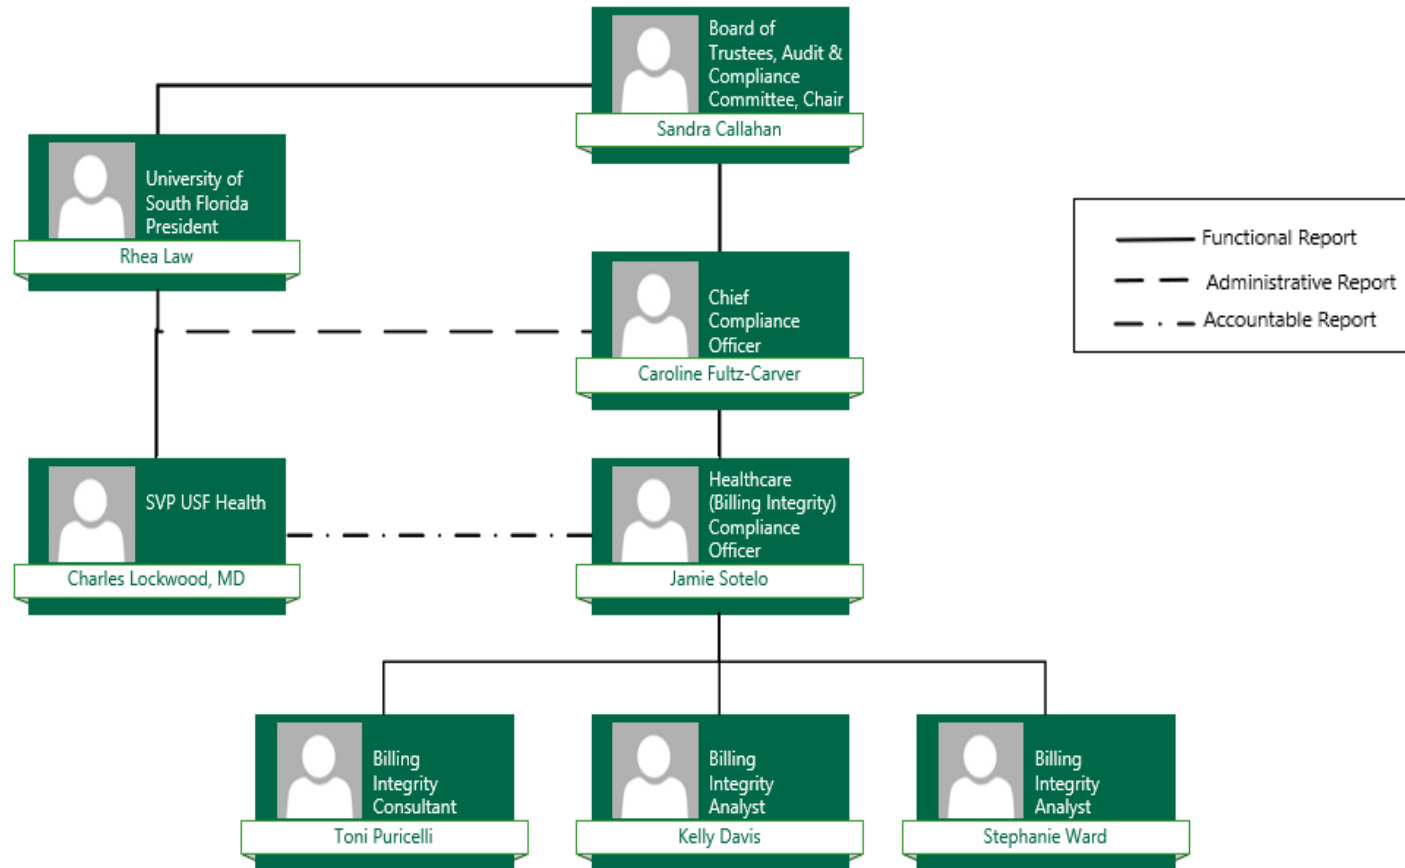 Board of
Trustees, Audit &
Compliance
Committee, Chair
Sandra Callahan
University of
South Florida
President
Rhea Law
Functional Report
Administrative Report
Accountable Report
Chief
Compliance
Officer
Caroline Fultz-Carver
SVP USF Health
Charles Lockwood, MD
Healthcare
(Billing Integrity)
Compliance
Officer
Jamie Sotelo
Billing
Integrity
Consultant
Toni Puricelli
Billing
Integrity
Analyst
Kelly Davis
Billing
Integrity
Analyst
Stephanie Ward